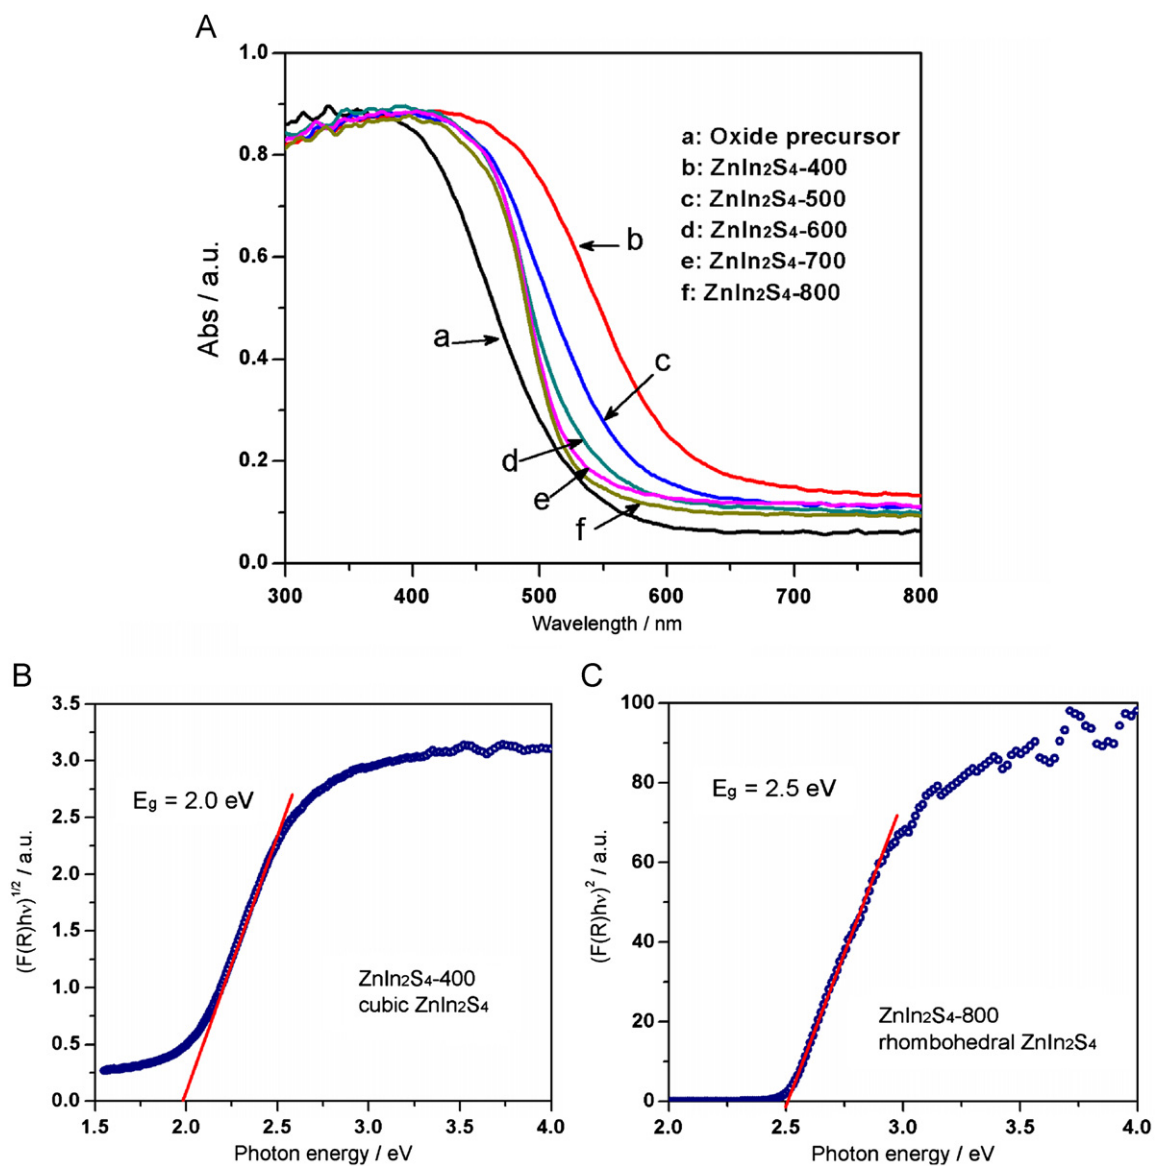 A
1.0
0.8
0.6
0.4
0.2
0.0
Abs / a.u.
a: Oxide precursor
b: ZnIn₂S₄-400
c: ZnIn₂S₄-500
d: ZnIn₂S₄-600
e: ZnIn₂S₄-700
f: ZnIn₂S₄-800
b
a
c
d
e
f
300 400 500 600 700 800
Wavelength / nm
B
3.5
3.0
2.5
2.0
1.5
1.0
0.5
0.0
(F(R)hν)^1/2 / a.u.
Eg = 2.0 eV
ZnIn₂S₄-400
cubic ZnIn₂S₄
1.5 2.0 2.5 3.0 3.5 4.0
Photon energy / eV
C
100
80
60
40
20
0
(F(R)hν)² / a.u.
Eg = 2.5 eV
ZnIn₂S₄-800
rhombohedral ZnIn₂S₄
2.0 2.5 3.0 3.5 4.0
Photon energy / eV